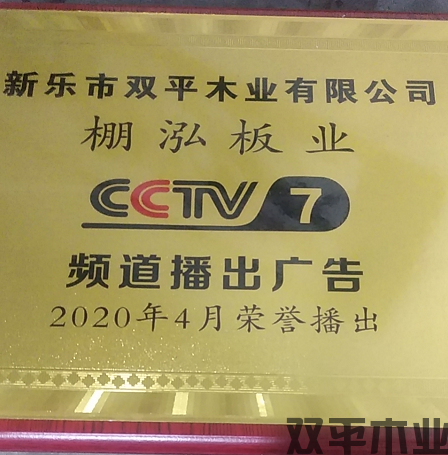 新乐市双平木业有限公司
棚泓板业
CCTV 7
频道播出广告
2020年4月荣誉播出
双平木业